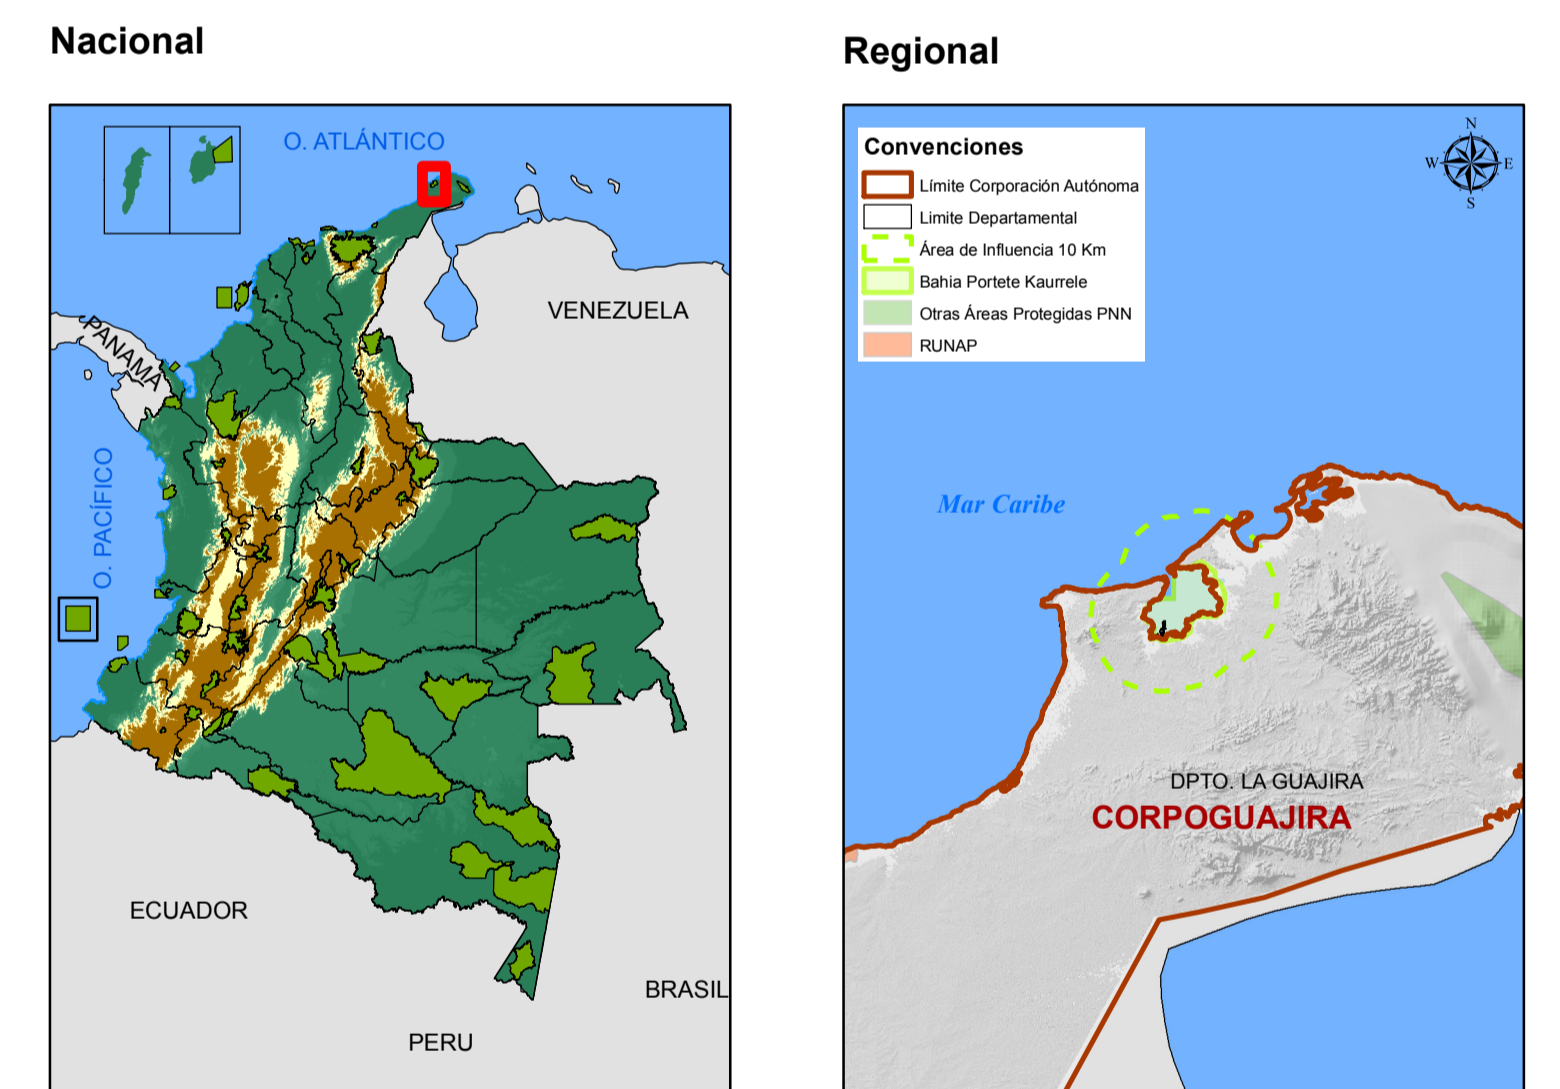 Nacional
O. ATLÁNTICO
VENEZUELA
PANAMA
O. PACÍFICO
ECUADOR
BRASIL
PERU
Regional
Convenciones
Límite Corporación Autónoma
Limite Departamental
Área de Influencia 10 Km
Bahia Portete Kaurrele
Otras Áreas Protegidas PNN
RUNAP
N
W
E
S
Mar Caribe
DPTO. LA GUAJIRA
CORPOGUAJIRA